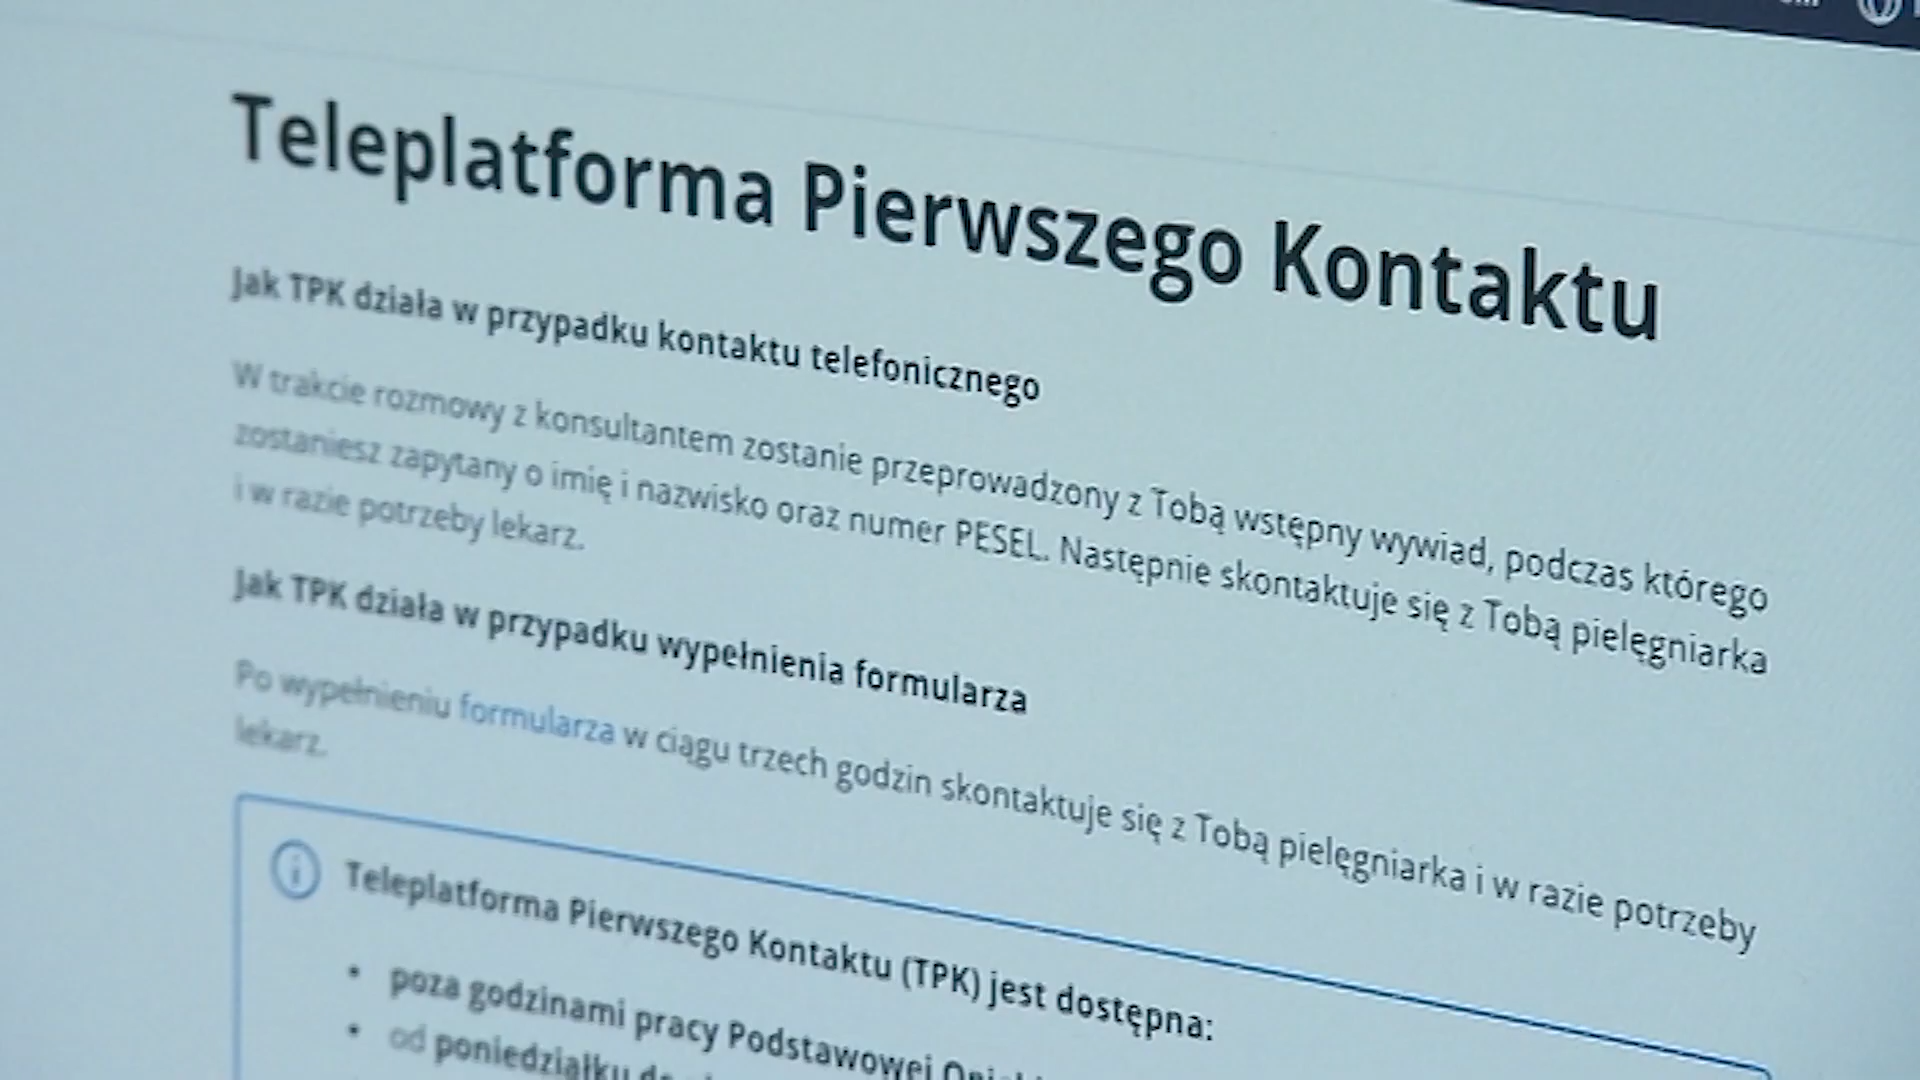 Teleplatforma Pierwszego Kontaktu
Jak TPK działa w przypadku kontaktu telefonicznego
W trakcie rozmowy z konsultantem zostanie przeprowadzony z Tobą wstępny wywiad, podczas którego
zostaniesz zapytany o imię i nazwisko oraz numer PESEL. Następnie skontaktuje się z Tobą pielęgniarka
i w razie potrzeby lekarz.
Jak TPK działa w przypadku wypełnienia formularza
Po wypełnieniu formularza w ciągu trzech godzin skontaktuje się z Tobą pielęgniarka i w razie potrzeby
lekarz.
Teleplatforma Pierwszego Kontaktu (TPK) jest dostępna:
• poza godzinami pracy Podstawowej
• od poniedziałku